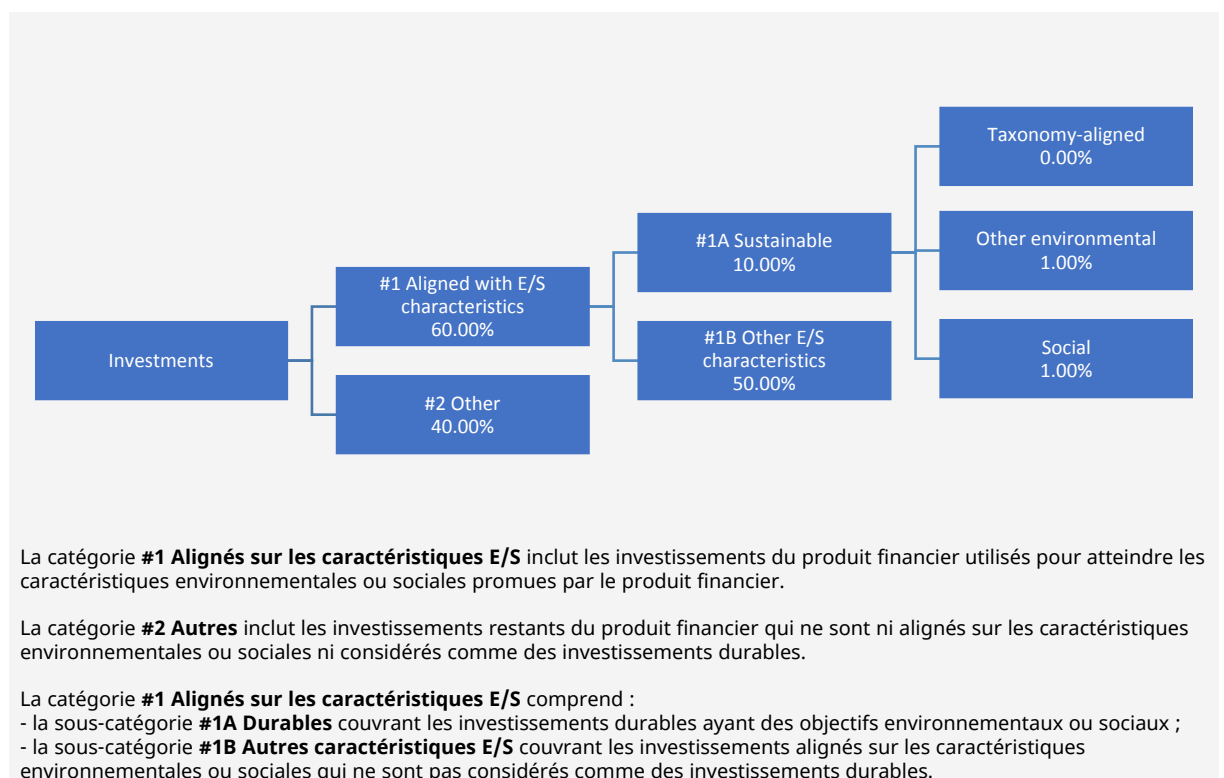 Investments
#1 Aligned with E/S
characteristics
60.00%
#2 Other
40.00%
#1A Sustainable
10.00%
#1B Other E/S
characteristics
50.00%
Taxonomy-aligned
0.00%
Other environmental
1.00%
Social
1.00%
La catégorie #1 Alignés sur les caractéristiques E/S inclut les investissements du produit financier utilisés pour atteindre les
caractéristiques environnementales ou sociales promues par le produit financier.
La catégorie #2 Autres inclut les investissements restants du produit financier qui ne sont ni alignés sur les caractéristiques
environnementales ou sociales ni considérés comme des investissements durables.
La catégorie #1 Alignés sur les caractéristiques E/S comprend :
- la sous-catégorie #1A Durables couvrant les investissements durables ayant des objectifs environnementaux ou sociaux ;
- la sous-catégorie #1B Autres caractéristiques E/S couvrant les investissements alignés sur les caractéristiques
environnementales ou sociales qui ne sont pas considérés comme des investissements durables.